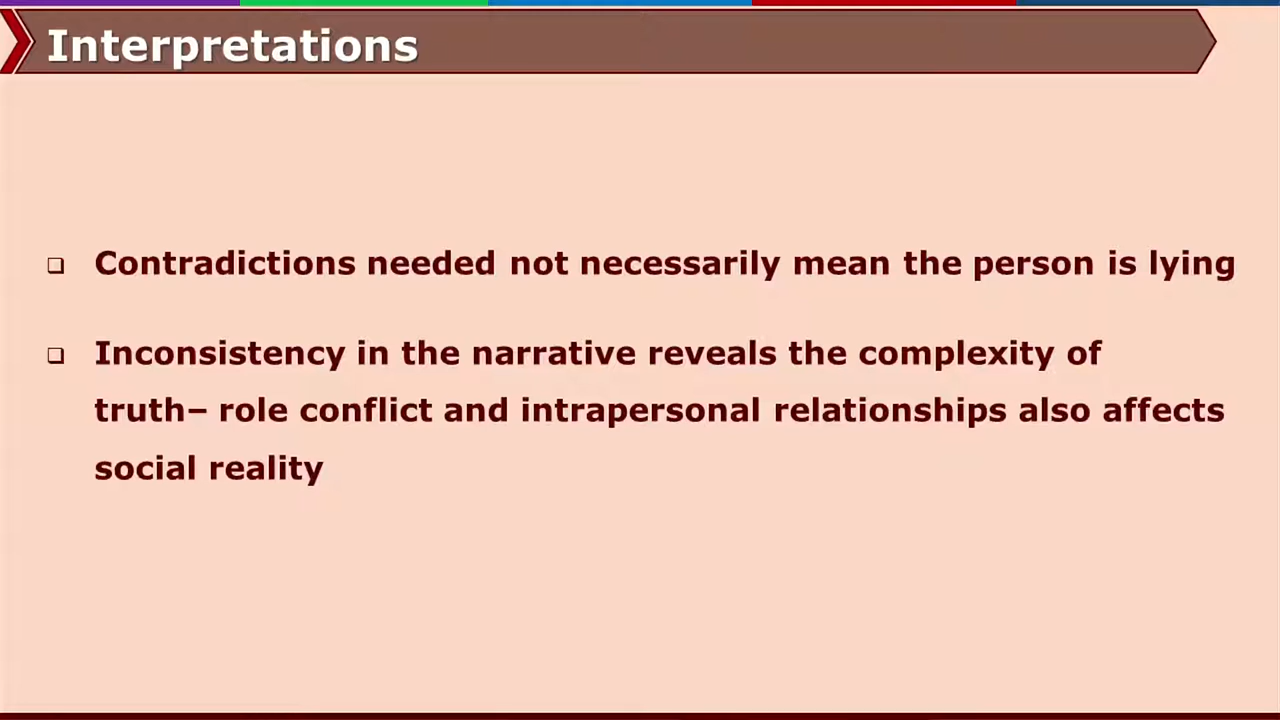 Interpretations
Contradictions needed not necessarily mean the person is lying
Inconsistency in the narrative reveals the complexity of
truth– role conflict and intrapersonal relationships also affects
social reality